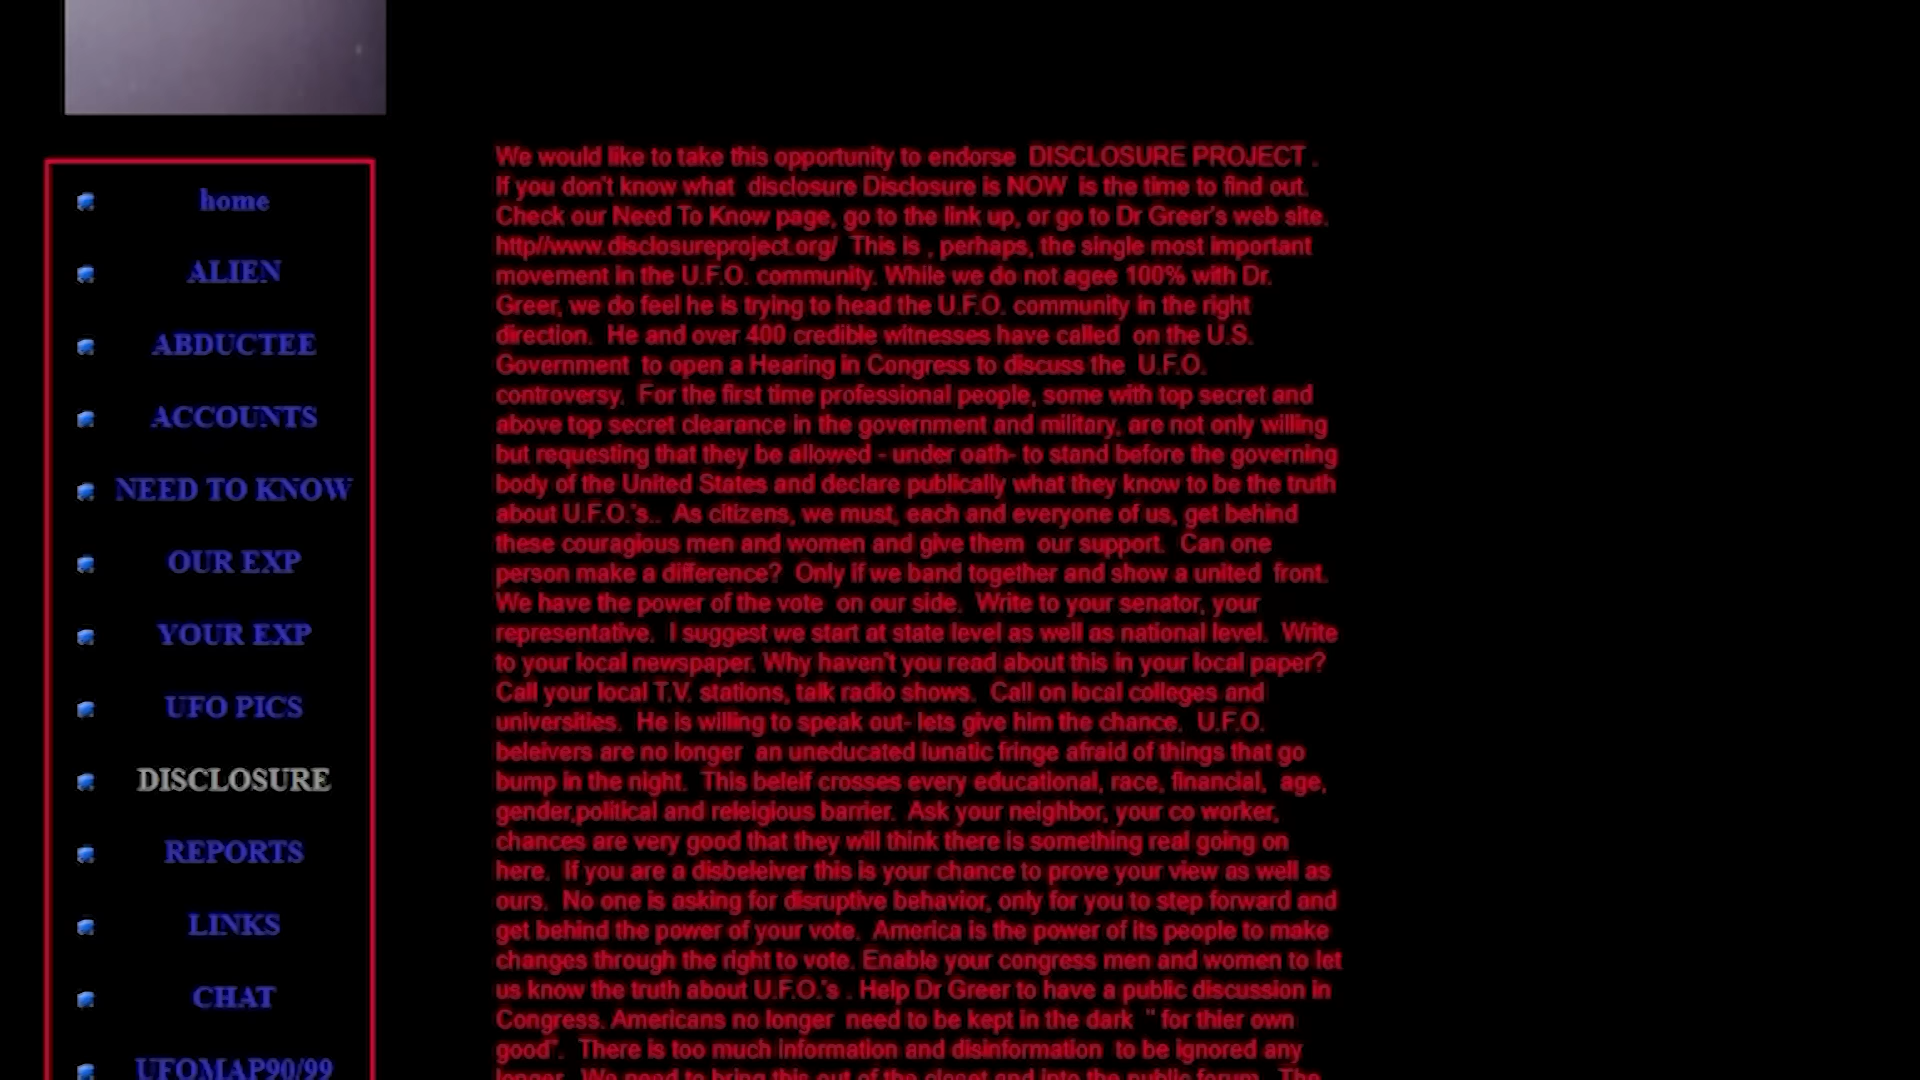 home
ALIEN
ABDUCTEE
ACCOUNTS
NEED TO KNOW
OUR EXP
YOUR EXP
UFO PICS
DISCLOSURE
REPORTS
LINKS
CHAT
UFOMAP90/99
We would like to take this opportunity to endorse DISCLOSURE PROJECT .
If you don't know what disclosure Disclosure is NOW is the time to find out.
Check our Need To Know page, go to the link up, or go to Dr Greer's web site.
http//www.disclosureproject.org/ This is , perhaps, the single most important
movement in the U.F.O. community. While we do not agee 100% with Dr.
Greer, we do feel he is trying to head the U.F.O. community in the right
direction. He and over 400 credible witnesses have called on the U.S.
Government to open a Hearing in Congress to discuss the U.F.O.
controversy. For the first time professional people, some with top secret and
above top secret clearance in the government and military, are not only willing
but requesting that they be allowed - under oath- to stand before the governing
body of the United States and declare publically what they know to be the truth
about U.F.O.'s.. As citizens, we must, each and everyone of us, get behind
these couragious men and women and give them our support. Can one
person make a difference? Only if we band together and show a united front.
We have the power of the vote on our side. Write to your senator, your
representative. I suggest we start at state level as well as national level. Write
to your local newspaper. Why haven't you read about this in your local paper?
Call your local T.V. stations, talk radio shows. Call on local colleges and
universities. He is willing to speak out- lets give him the chance. U.F.O.
beleivers are no longer an uneducated lunatic fringe afraid of things that go
bump in the night. This beleif crosses every educational, race, financial, age,
gender,political and releigious barrier. Ask your neighbor, your co worker,
chances are very good that they will think there is something real going on
here. If you are a disbeleiver this is your chance to prove your view as well as
ours. No one is asking for disruptive behavior, only for you to step forward and
get behind the power of your vote. America is the power of its people to make
changes through the right to vote. Enable your congress men and women to let
us know the truth about U.F.O.'s . Help Dr Greer to have a public discussion in
Congress. Americans no longer need to be kept in the dark " for thier own
good". There is too much information and disinformation to be ignored any
longer. We need to bring this out of the closet and into the public forum. The